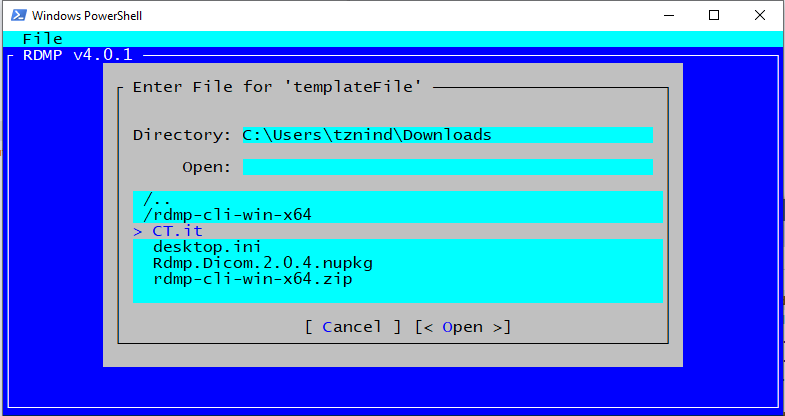 Windows PowerShell
File
RDMP v4.0.1
Enter File for 'templateFile'
Directory: C:\Users\tznind\Downloads
Open:
/..
/rdmp-cli-win-x64
> CT.it
desktop.ini
Rdmp.Dicom.2.0.4.nupkg
rdmp-cli-win-x64.zip
[ Cancel ] [< Open >]